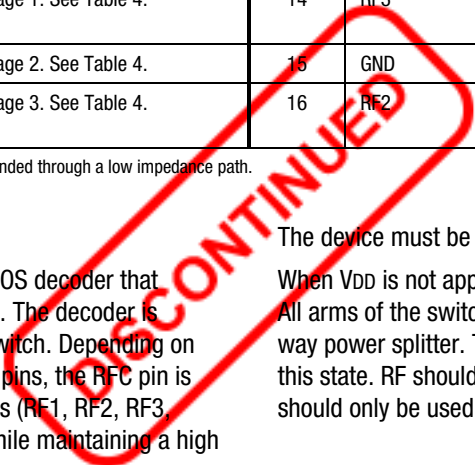 age 1. See Table 4.
14
RF3
age 2. See Table 4.
15
GND
age 3. See Table 4.
16
RF2
nded through a low impedance path.
DISCONTINUED
OS decoder that
. The decoder is
witch. Depending on
pins, the RFC pin is
s (RF1, RF2, RF3,
hile maintaining a high
The device must be
When VDD is not app
All arms of the switc
way power splitter. T
this state. RF should
should only be used